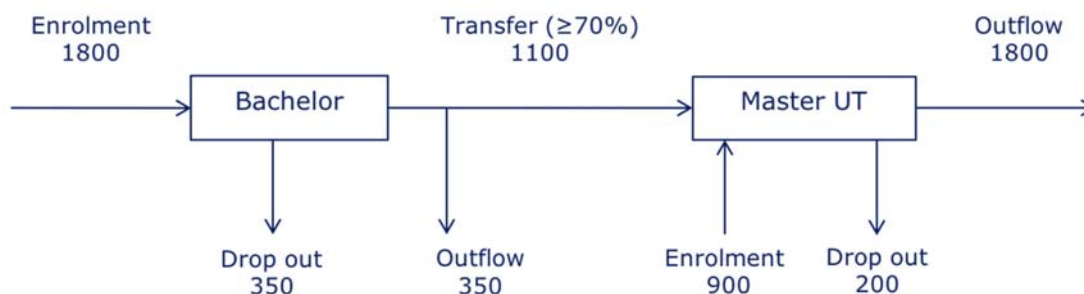 Enrolment
1800
Transfer (≥70%)
1100
Outflow
1800
Bachelor
Master UT
Drop out
350
Outflow
350
Enrolment
900
Drop out
200